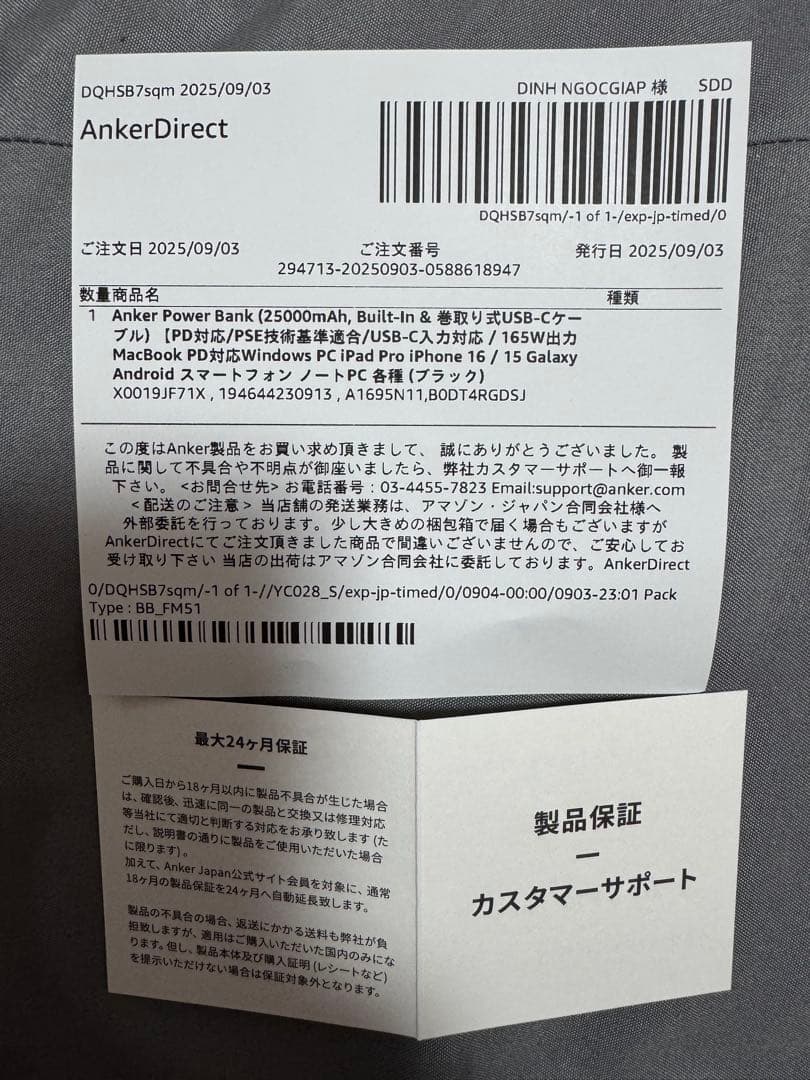 DQHSB7sqm 2025/09/03
DINH NGOCGIAP 様 SDD
AnkerDirect
DQHSB7sqm/-1 of 1-/exp-jp-timed/0
ご注文日 2025/09/03 ご注文番号 発行日 2025/09/03
294713-20250903-0588618947
数量商品名 種類
1 Anker Power Bank (25000mAh, Built-In & 巻取り式USB-Cケー
ブル) 【PD対応/PSE技術基準適合/USB-C入力対応 / 165W出力
MacBook PD対応Windows PC iPad Pro iPhone 16 / 15 Galaxy
Android スマートフォン ノートPC 各種 (ブラック)
X0019JF71X , 194644230913 , A1695N11,B0DT4RGDSJ
この度はAnker製品をお買い求め頂きまして、 誠にありがとうございました。 製
品に関して不具合や不明点が御座いましたら、弊社カスタマーサポートへ御一報
下さい。 <お問合せ先> お電話番号 : 03-4455-7823 Email:support@anker.com
<配送のご注意> 当店舗の発送業務は、アマゾン・ジャパン合同会社様へ
外部委託を行っております。少し大きめの梱包箱で届く場合もございますが
AnkerDirectにてご注文頂きました商品で間違いございませんので、ご安心してお
受け取り下さい 当店の出荷はアマゾン合同会社に委託しております。AnkerDirect
0/DQHSB7sqm/-1 of 1-//YC028_S/exp-jp-timed/0/0904-00:00/0903-23:01 Pack
Type : BB_FM51
最大24ヶ月保証
ご購入日から18ヶ月以内に製品不具合が生じた場合
は、確認後、迅速に同一の製品と交換又は修理対応
等当社にて適切と判断する対応をお承り致します (た
だし、説明書の通りに製品をご使用いただいた場合
に限ります)。
加えて、Anker Japan公式サイト会員を対象に、通常
18ヶ月の製品保証を24ヶ月へ自動延長致します。
製品の不具合の場合、返送にかかる送料も弊社が負
担致しますが、適用はご購入いただいた国内のみにな
ります。但し、製品本体及び購入証明 (レシートなど)
を提示いただけない場合は保証対象外となります。
製品保証
カスタマーサポート